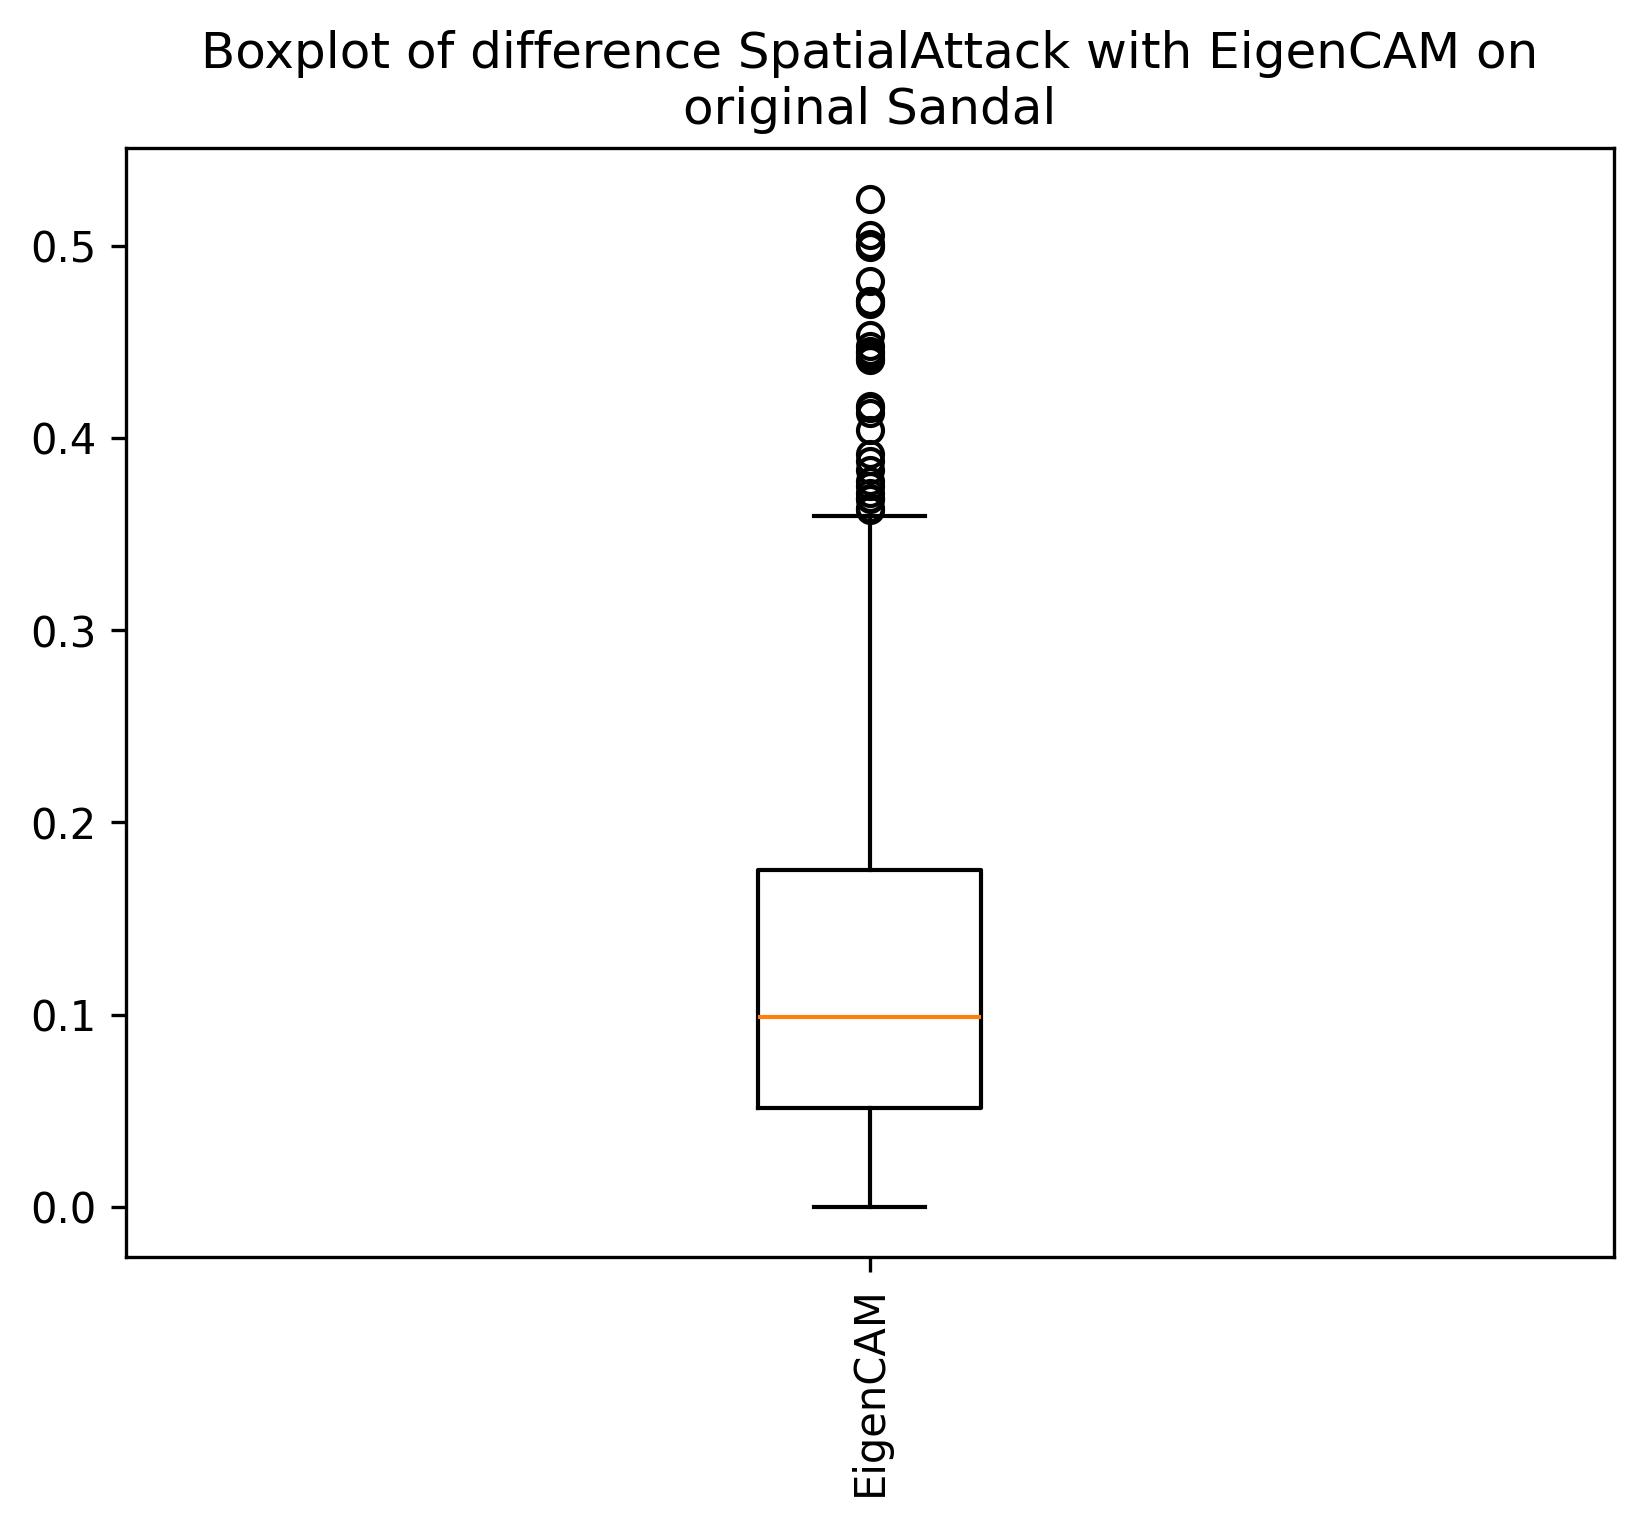 Boxplot of difference SpatialAttack with EigenCAM on
original Sandal
0.5
0.4
0.3
0.2
0.1
0.0
EigenCAM